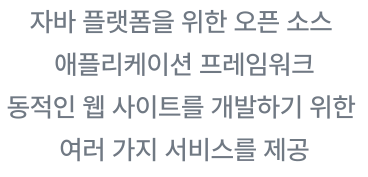 자바 플랫폼을 위한 오픈 소스
애플리케이션 프레임워크
동적인 웹 사이트를 개발하기 위한
여러 가지 서비스를 제공